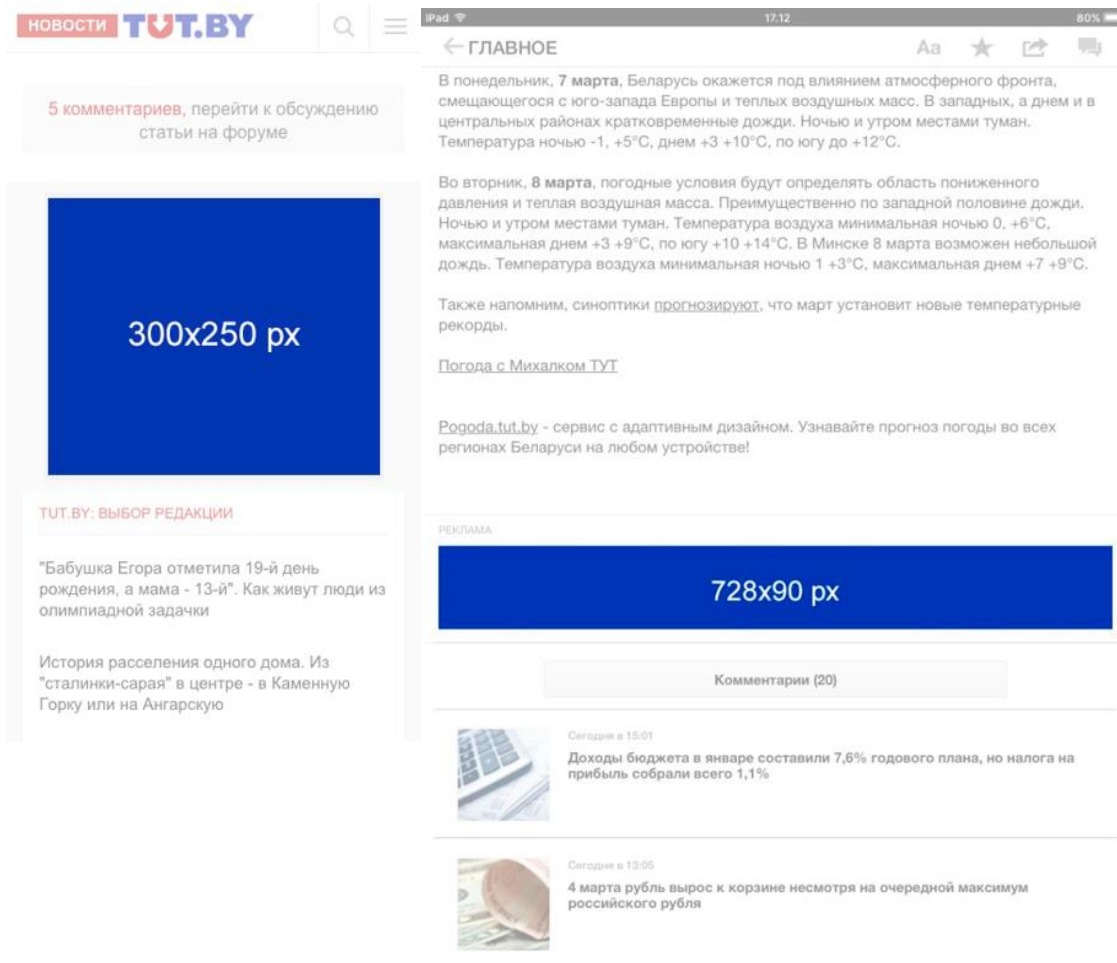 НОВОСТИ TUT.BY
5 комментариев, перейти к обсуждению
статьи на форуме
300x250 px
TUT.BY: ВЫБОР РЕДАКЦИИ
"Бабушка Егора отметила 19-й день
рождения, а мама - 13-й". Как живут люди из
олимпиадной задачки
История расселения одного дома. Из
"сталинки-сарая" в центре - в Каменную
Горку или на Ангарскую
iPad 17.12 80%
ГЛАВНОЕ Aa
В понедельник, 7 марта, Беларусь окажется под влиянием атмосферного фронта,
смещающегося с юго-запада Европы и теплых воздушных масс. В западных, а днем и в
центральных районах кратковременные дожди. Ночью и утром местами туман.
Температура ночью -1, +5°C, днем +3 +10°C, по югу до +12°C.
Во вторник, 8 марта, погодные условия будут определять область пониженного
давления и теплая воздушная масса. Преимущественно по западной половине дожди.
Ночью и утром местами туман. Температура воздуха минимальная ночью 0, +6°C,
максимальная днем +3 +9°C, по югу +10 +14°C. В Минске 8 марта возможен небольшой
дождь. Температура воздуха минимальная ночью 1 +3°C, максимальная днем +7 +9°C.
Также напомним, синоптики прогнозируют, что март установит новые температурные
рекорды.
Погода с Михалком ТУТ
Pogoda.tut.by - сервис с адаптивным дизайном. Узнавайте прогноз погоды во всех
регионах Беларуси на любом устройстве!
РЕКЛАМА
728x90 px
Комментарии (20)
Сегодня в 15:01
Доходы бюджета в январе составили 7,6% годового плана, но налога на
прибыль собрали всего 1,1%
Сегодня в 13:05
4 марта рубль вырос к корзине несмотря на очередной максимум
российского рубля